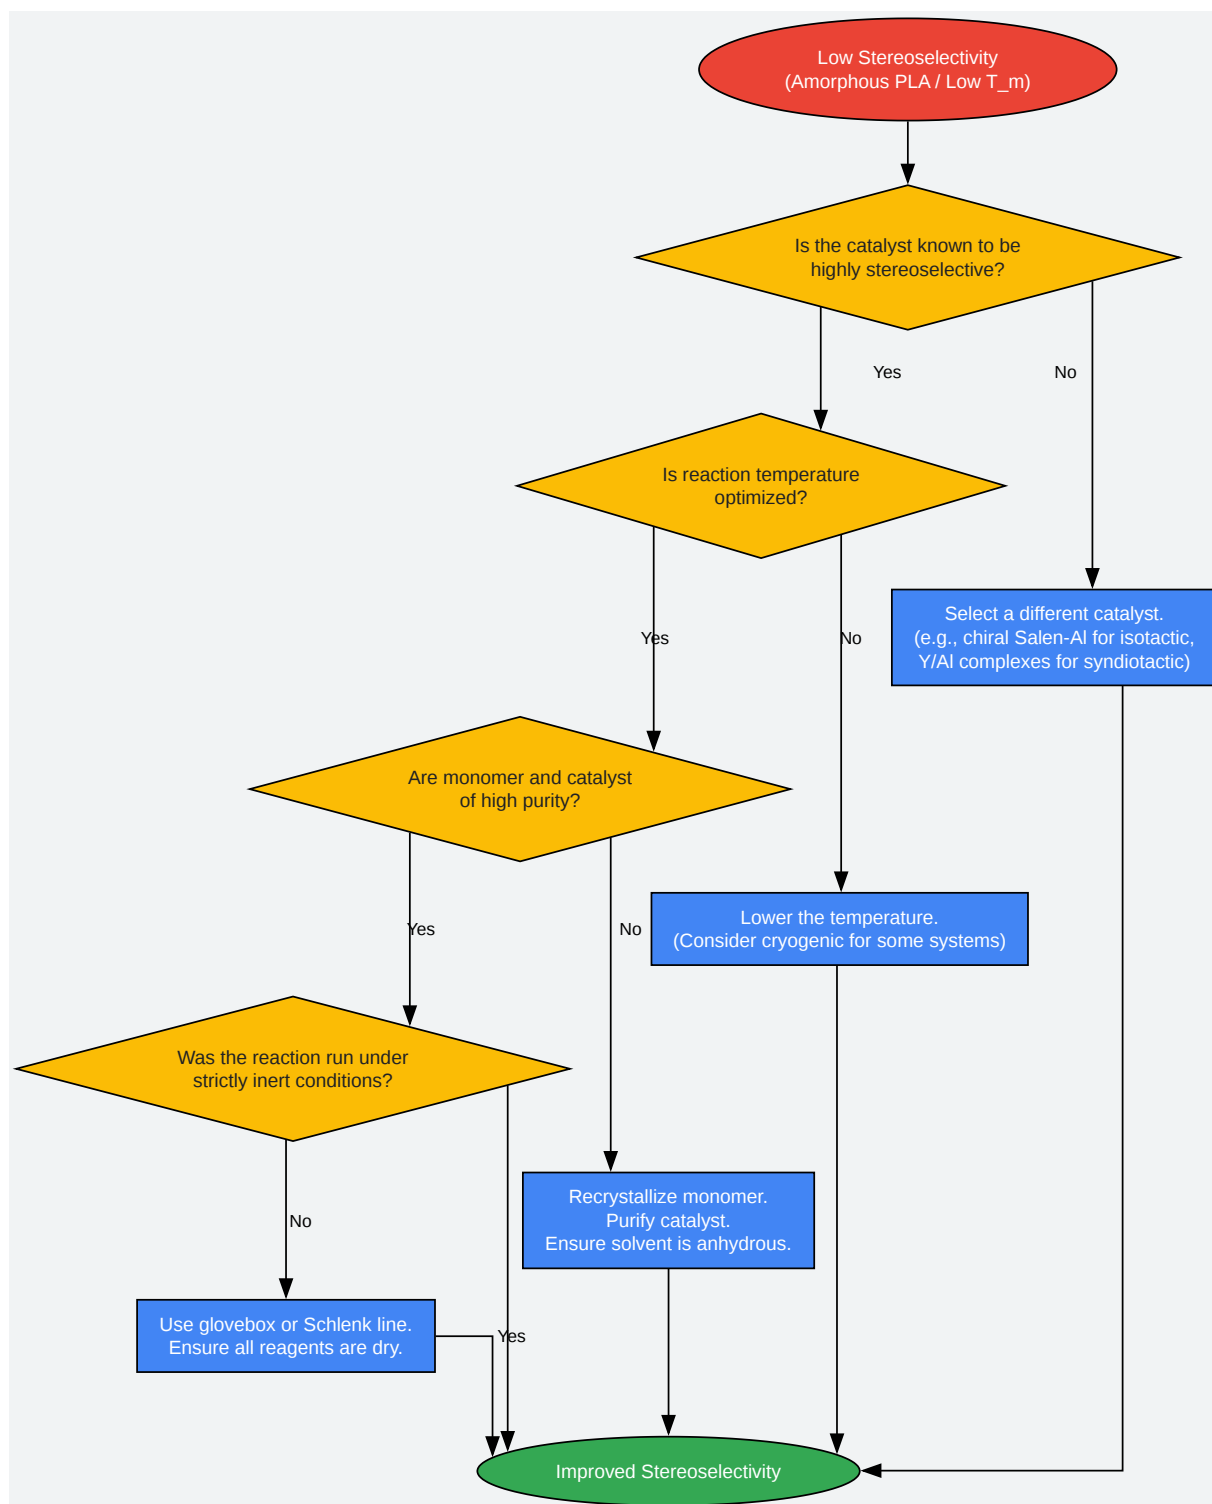 Low Stereoselectivity
(Amorphous PLA / Low T_m)
Is the catalyst known to be
highly stereoselective?
Yes
No
Is reaction temperature
optimized?
Select a different catalyst.
(e.g., chiral Salen-Al for isotactic,
Y/Al complexes for syndiotactic)
Yes
No
Are monomer and catalyst
of high purity?
Lower the temperature.
(Consider cryogenic for some systems)
Yes
No
Was the reaction run under
strictly inert conditions?
Recrystallize monomer.
Purify catalyst.
Ensure solvent is anhydrous.
No
Use glovebox or Schlenk line.
Ensure all reagents are dry.
Yes
Improved Stereoselectivity